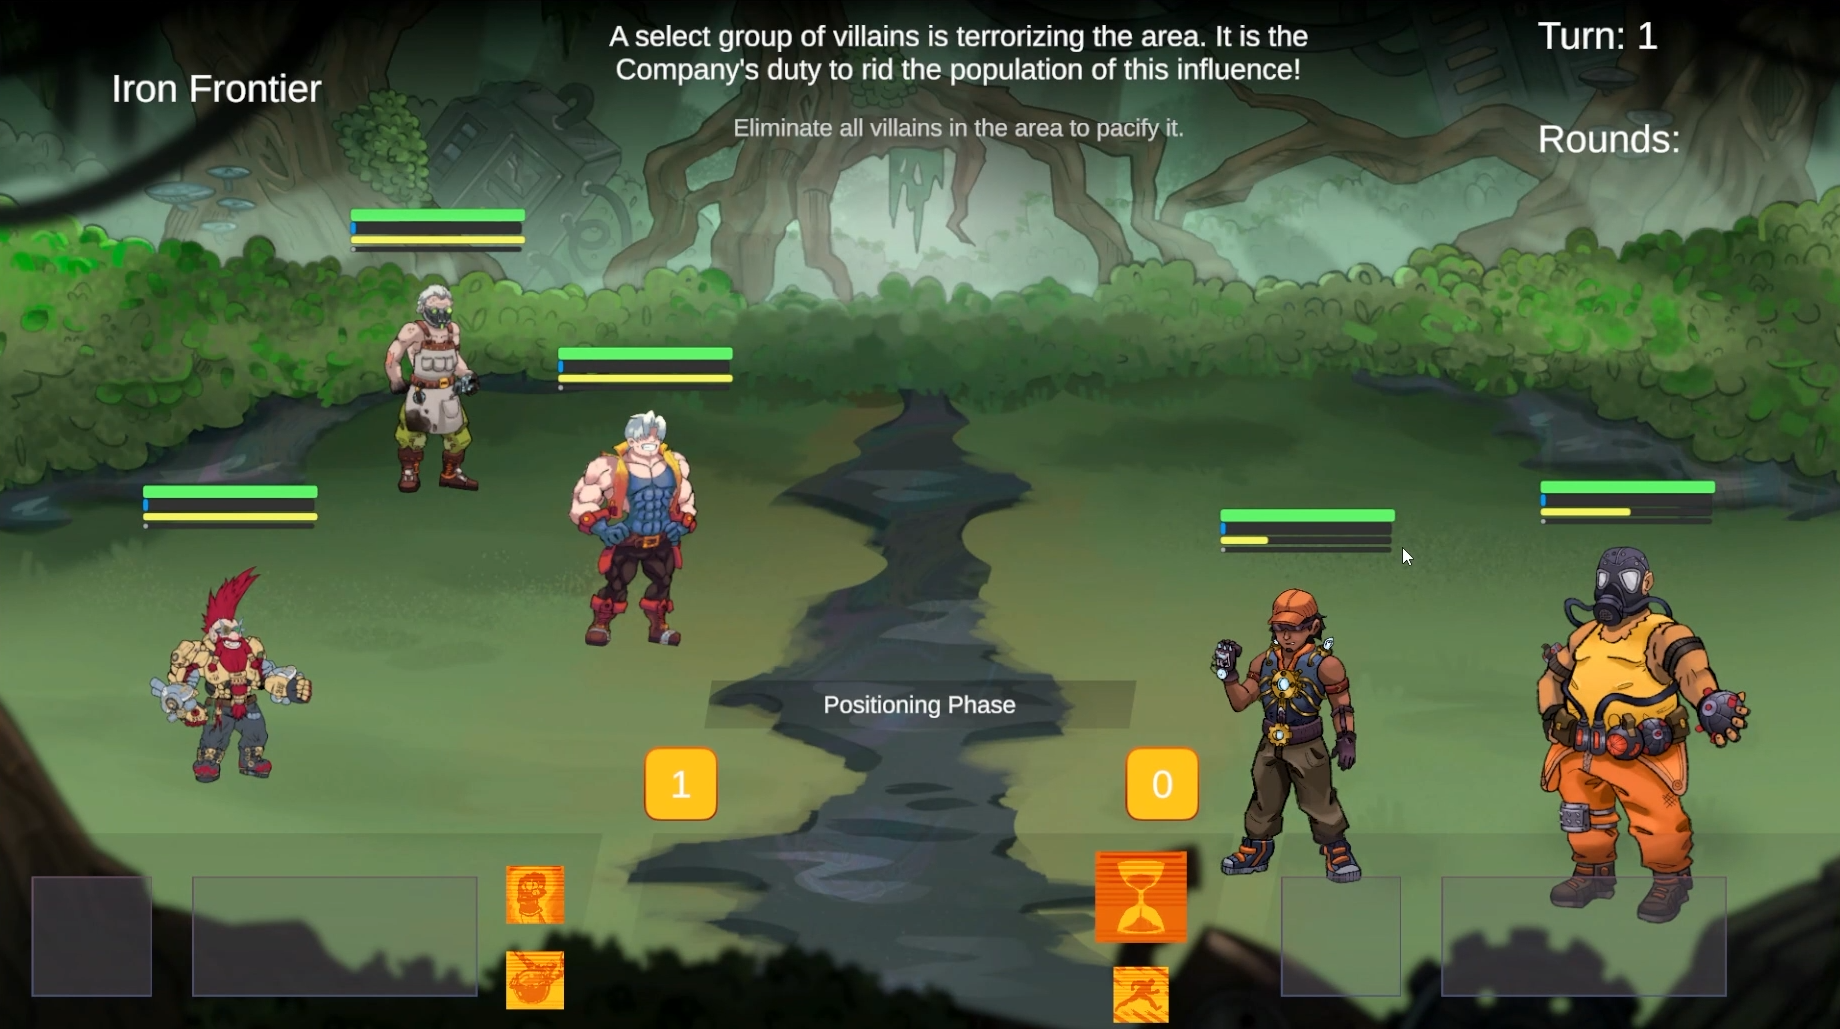 Iron Frontier
A select group of villains is terrorizing the area. It is the
Company's duty to rid the population of this influence!
Eliminate all villains in the area to pacify it.
Turn: 1
Rounds:
Positioning Phase
1
0